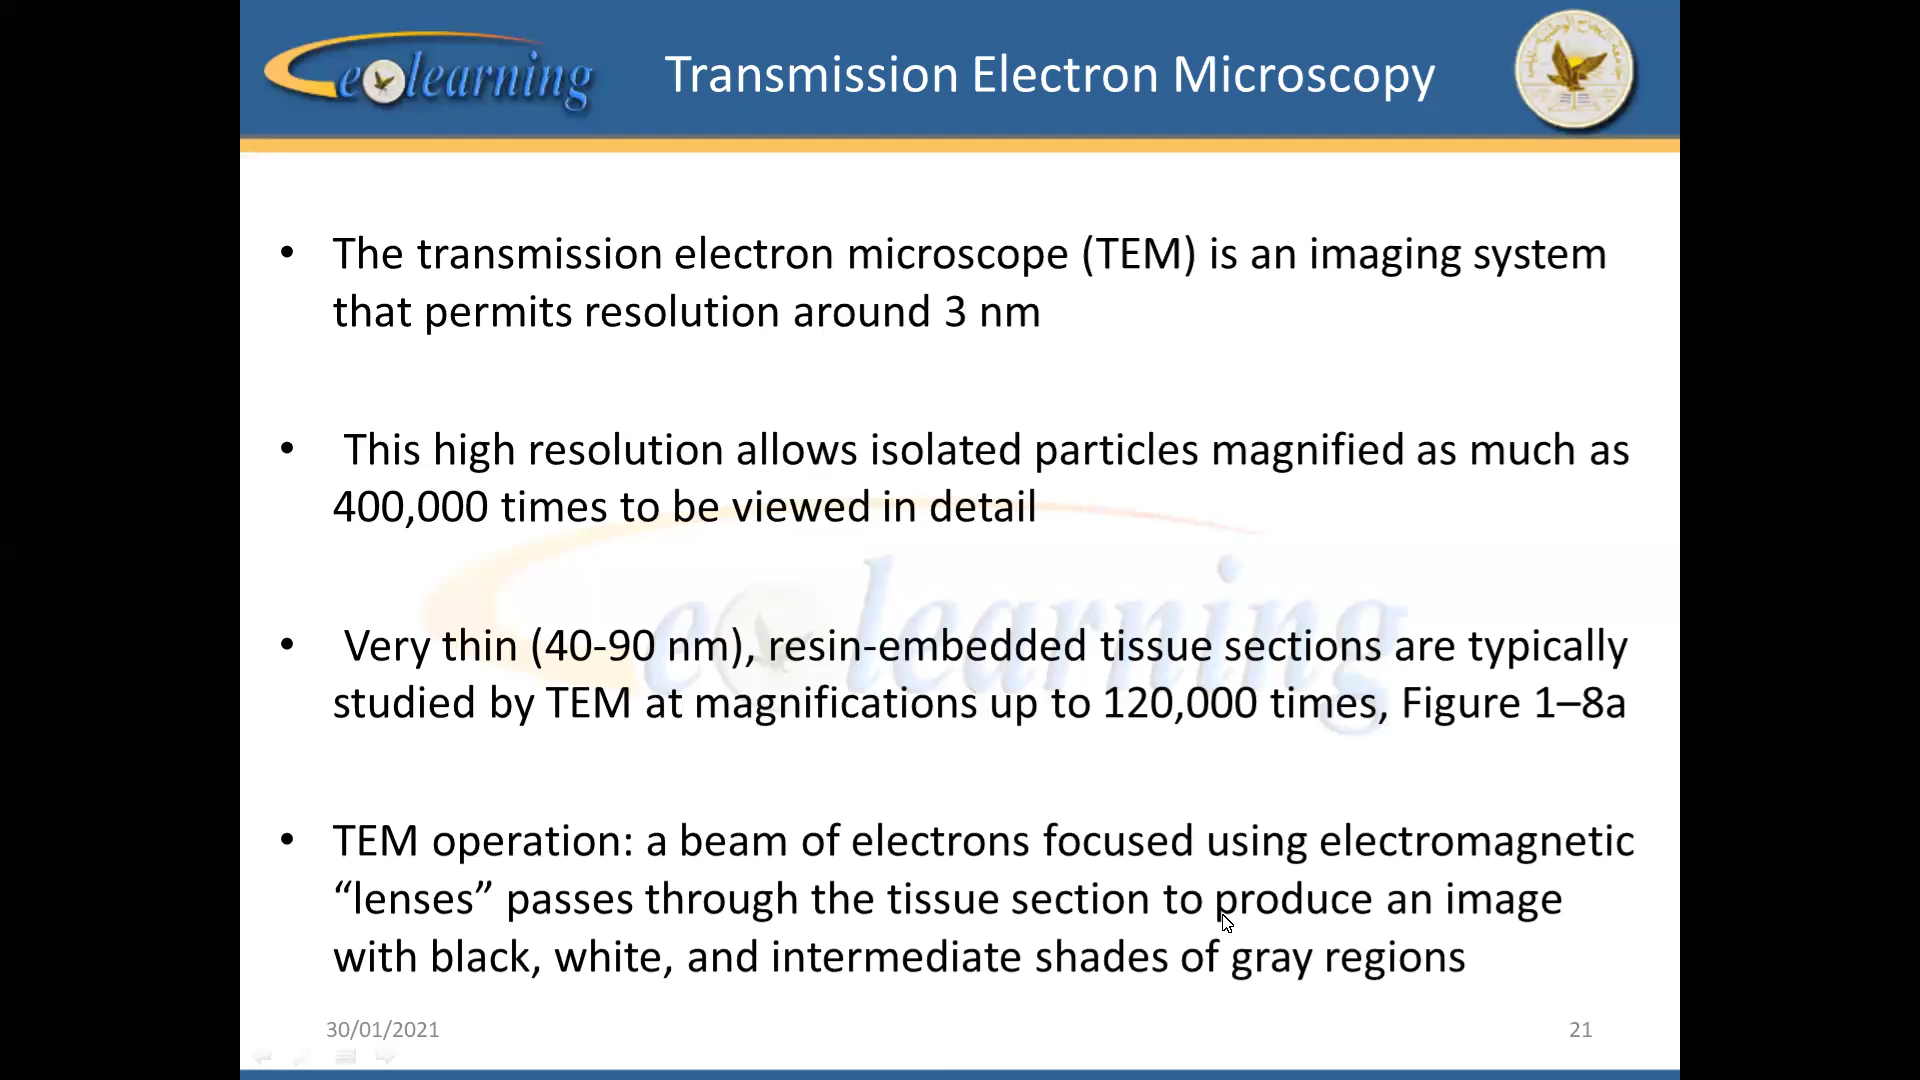 elearning
Transmission Electron Microscopy
• The transmission electron microscope (TEM) is an imaging system
that permits resolution around 3 nm
• This high resolution allows isolated particles magnified as much as
400,000 times to be viewed in detail
• Very thin (40-90 nm), resin-embedded tissue sections are typically
studied by TEM at magnifications up to 120,000 times, Figure 1–8a
• TEM operation: a beam of electrons focused using electromagnetic
“lenses” passes through the tissue section to produce an image
with black, white, and intermediate shades of gray regions
elearning
30/01/2021
21